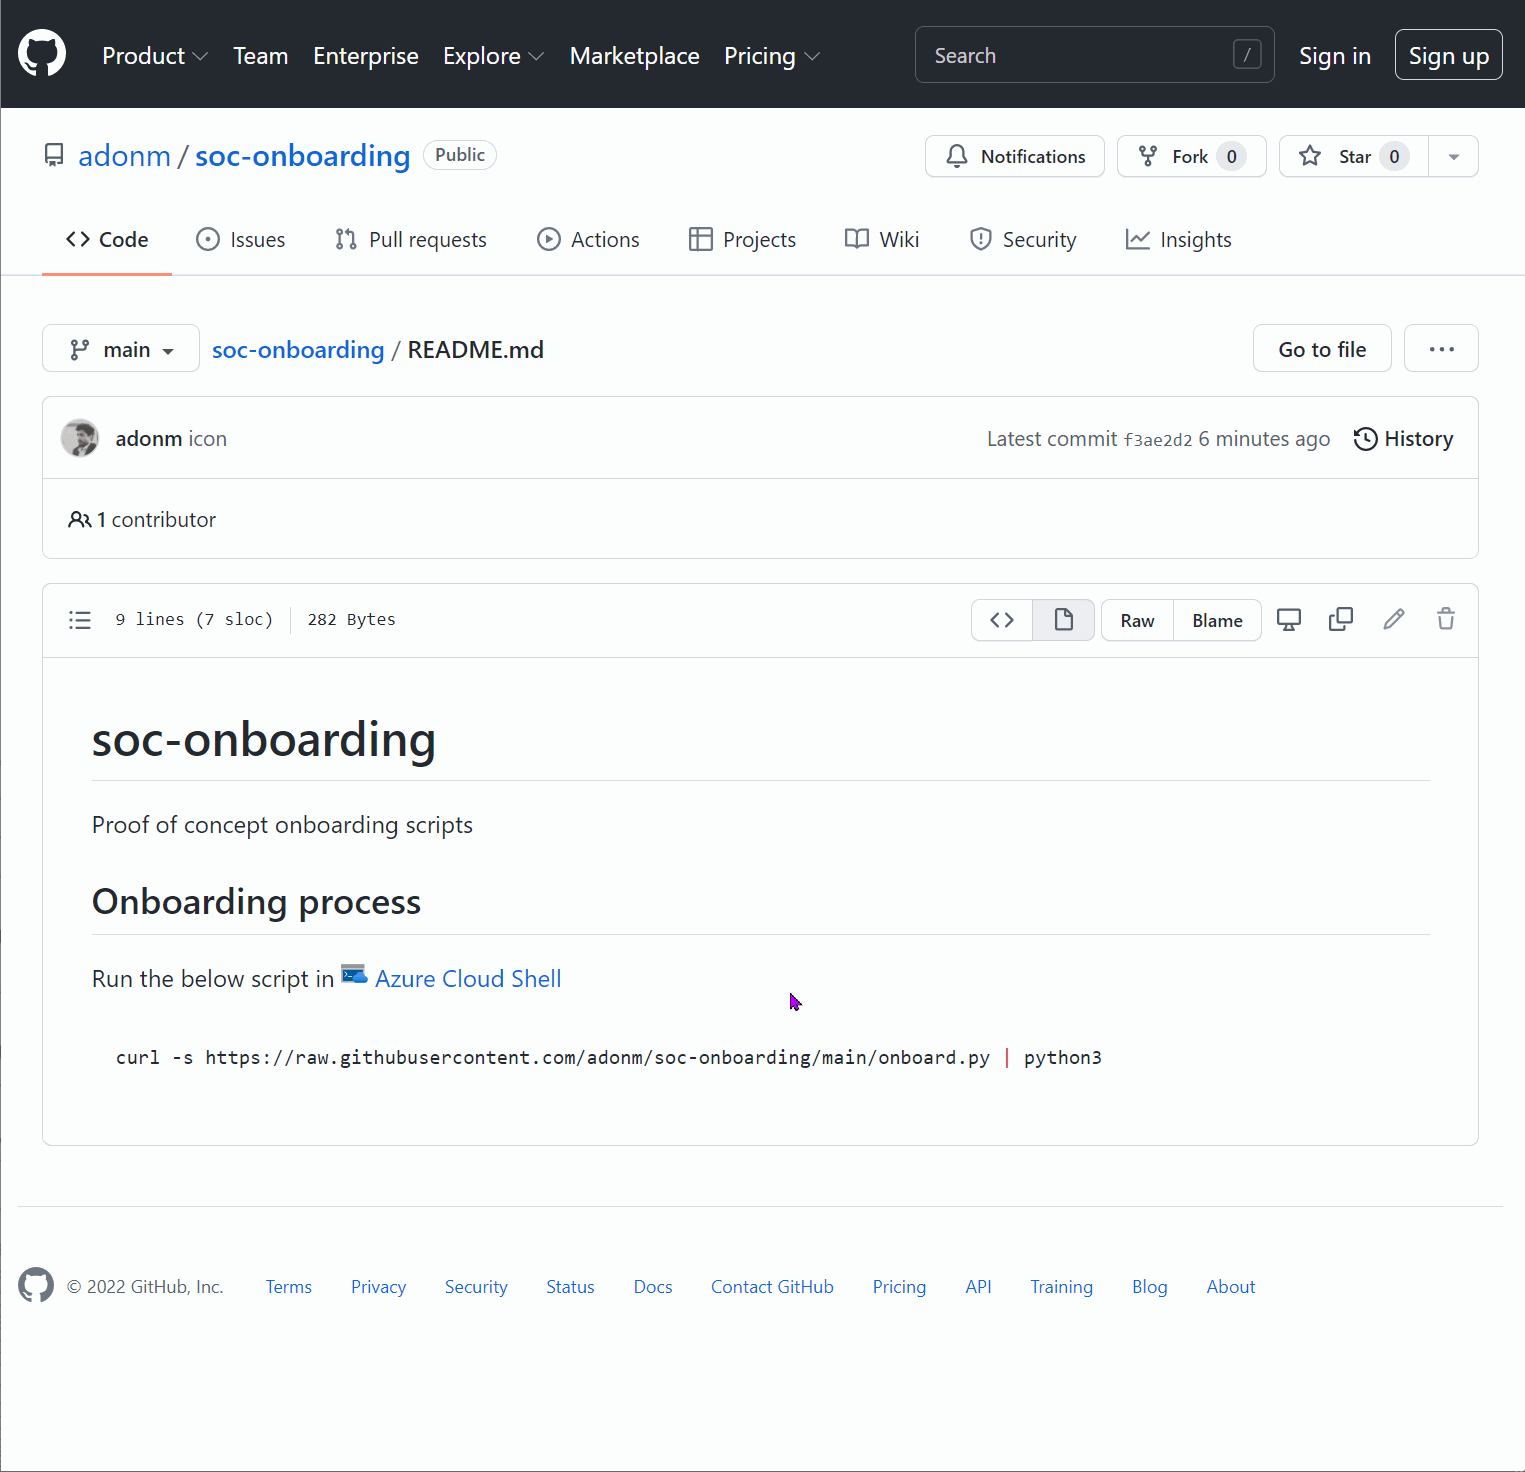 Product Team Enterprise Explore Marketplace Pricing Search / Sign in Sign up
adonm / soc-onboarding Public Notifications Fork 0 Star 0
Code Issues Pull requests Actions Projects Wiki Security Insights
main soc-onboarding / README.md Go to file ...
adonm icon Latest commit f3ae2d2 6 minutes ago History
1 contributor
9 lines (7 sloc) 282 Bytes <> Raw Blame
soc-onboarding
Proof of concept onboarding scripts
Onboarding process
Run the below script in Azure Cloud Shell
curl -s https://raw.githubusercontent.com/adonm/soc-onboarding/main/onboard.py | python3
© 2022 GitHub, Inc. Terms Privacy Security Status Docs Contact GitHub Pricing API Training Blog About